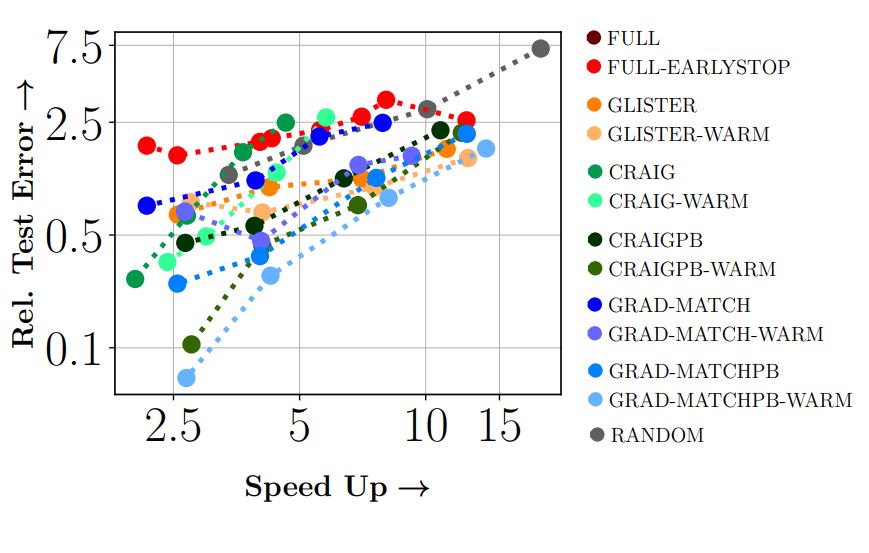 7.5
2.5
0.5
0.1
Rel. Test Error →
2.5 5 10 15
Speed Up →
FULL
FULL-EARLYSTOP
GLISTER
GLISTER-WARM
CRAIG
CRAIG-WARM
CRAIGPB
CRAIGPB-WARM
GRAD-MATCH
GRAD-MATCH-WARM
GRAD-MATCHPB
GRAD-MATCHPB-WARM
RANDOM